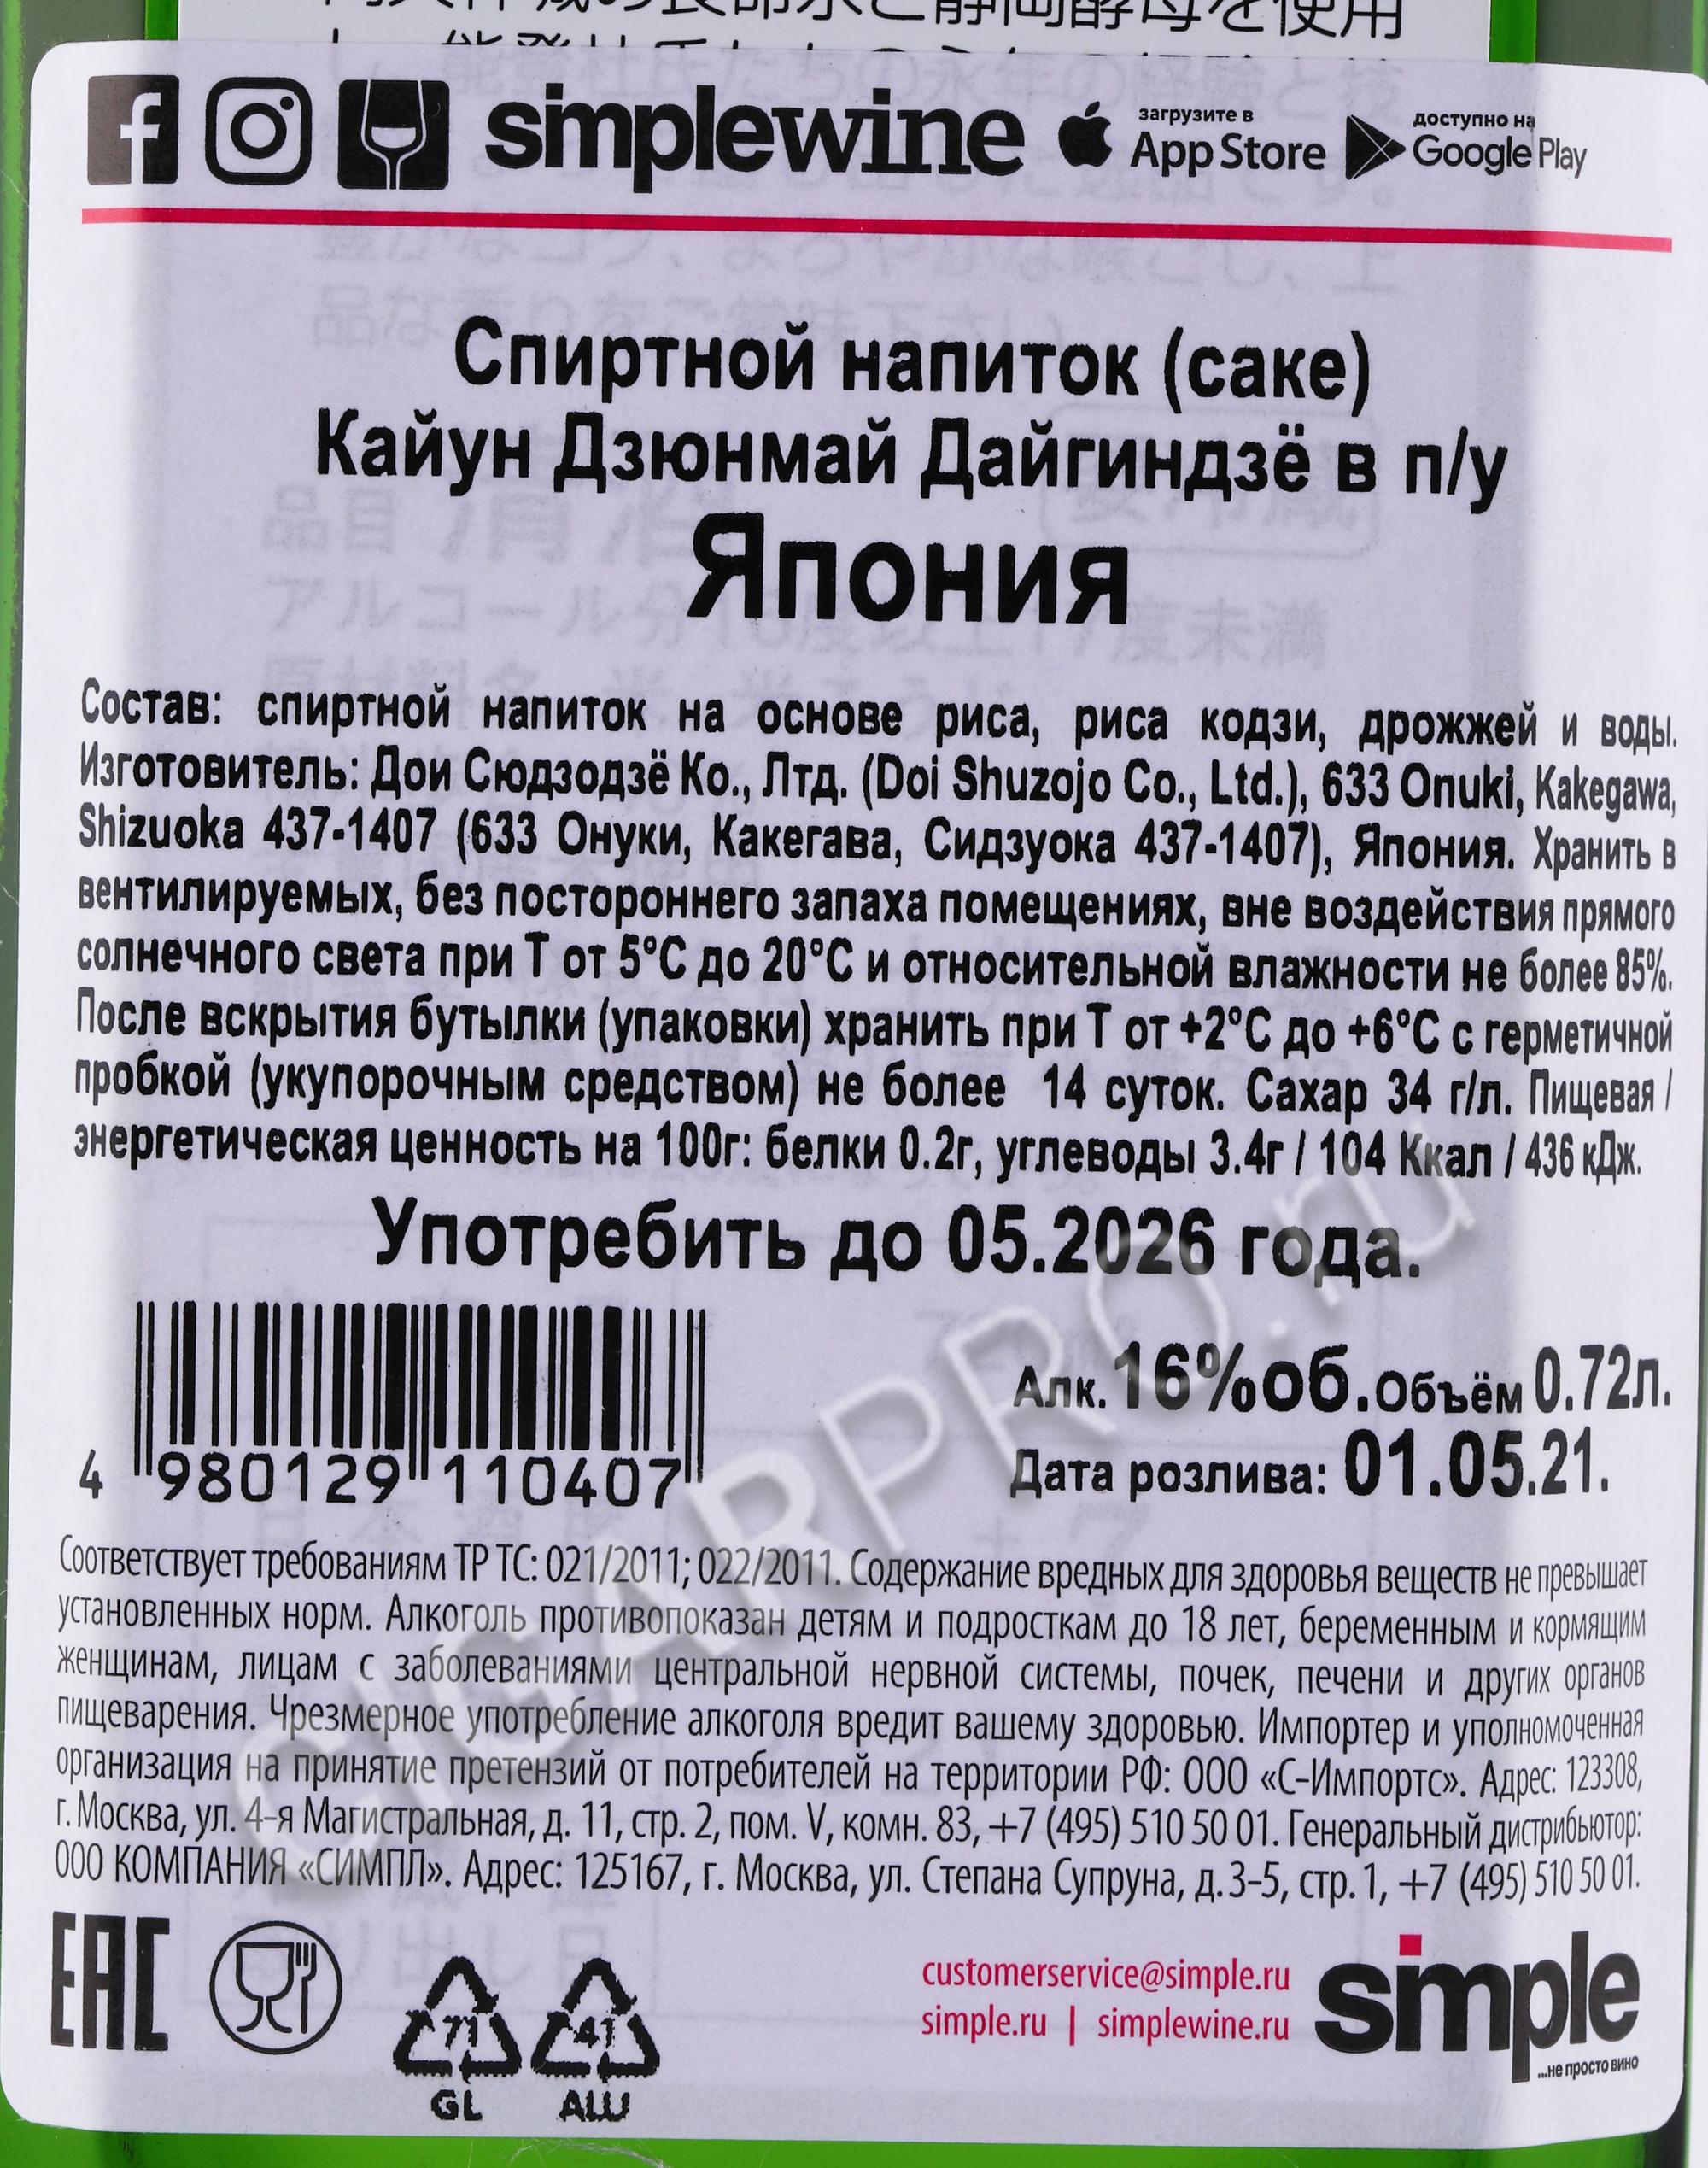 simplewine загрузите в App Store доступно на Google Play
Спиртной напиток (саке)
Кайун Дзюнмай Дайгиндзё в п/у
Япония
Состав: спиртной напиток на основе риса, риса кодзи, дрожжей и воды.
Изготовитель: Дои Сюдзодзё Ко., Лтд. (Doi Shuzojo Co., Ltd.), 633 Onuki, Kakegawa,
Shizuoka 437-1407 (633 Онуки, Какегава, Сидзуока 437-1407), Япония. Хранить в
вентилируемых, без постороннего запаха помещениях, вне воздействия прямого
солнечного света при Т от 5°С до 20°С и относительной влажности не более 85%.
После вскрытия бутылки (упаковки) хранить при Т от +2°С до +6°С с герметичной
пробкой (укупорочным средством) не более 14 суток. Сахар 34 г/л. Пищевая /
энергетическая ценность на 100г: белки 0.2г, углеводы 3.4г / 104 Ккал / 436 кДж.
Употребить до 05.2026 года.
Алк. 16%об. Объём 0.72л.
Дата розлива: 01.05.21.
4 980129 110407
Соответствует требованиям ТР ТС: 021/2011; 022/2011. Содержание вредных для здоровья веществ не превышает
установленных норм. Алкоголь противопоказан детям и подросткам до 18 лет, беременным и кормящим
женщинам, лицам с заболеваниями центральной нервной системы, почек, печени и других органов
пищеварения. Чрезмерное употребление алкоголя вредит вашему здоровью. Импортер и уполномоченная
организация на принятие претензий от потребителей на территории РФ: ООО «С-Импортс». Адрес: 123308,
г. Москва, ул. 4-я Магистральная, д. 11, стр. 2, пом. V, комн. 83, +7 (495) 510 50 01. Генеральный дистрибьютор:
ООО КОМПАНИЯ «СИМПЛ». Адрес: 125167, г. Москва, ул. Степана Супруна, д. 3-5, стр. 1, +7 (495) 510 50 01.
EAC
71
GL
41
ALU
customerservice@simple.ru
simple.ru | simplewine.ru
simple
...не просто вино
CIGARPRO.ru